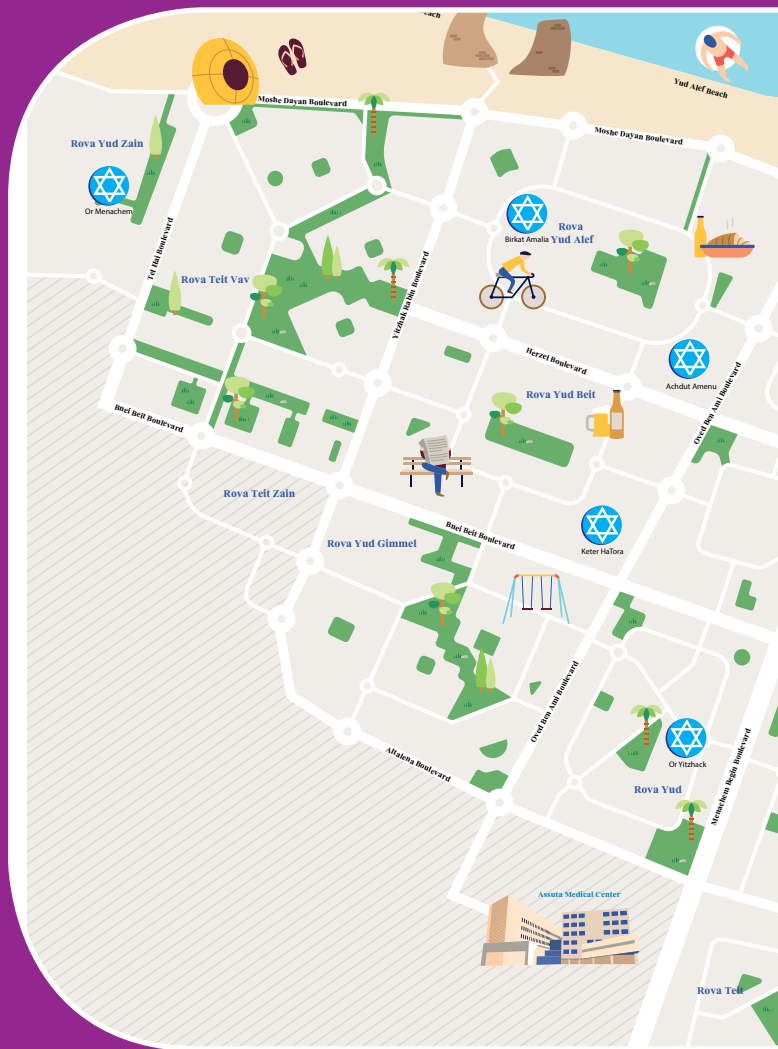 each
Yud Alef Beach
Moshe Dayan Boulevard
Moshe Dayan Boulevard
Rova Yud Zain
Or Menachem
Birkat Amalia
Rova
Yud Alef
Tel Hai Boulevard
Rova Teit Vav
Yitzhak Rabin Boulevard
Herzel Boulevard
Achdut Amenu
Oved Ben Ami Boulevard
Rova Yud Beit
Bnei Beit Boulevard
Rova Teit Zain
Rova Yud Gimmel
Bnei Beit Boulevard
Keter HaTora
Oved Ben Ami Boulevard
Or Yitzhack
Altalena Boulevard
Rova Yud
Menachem Begin Boulevard
Assuta Medical Center
Rova Teit